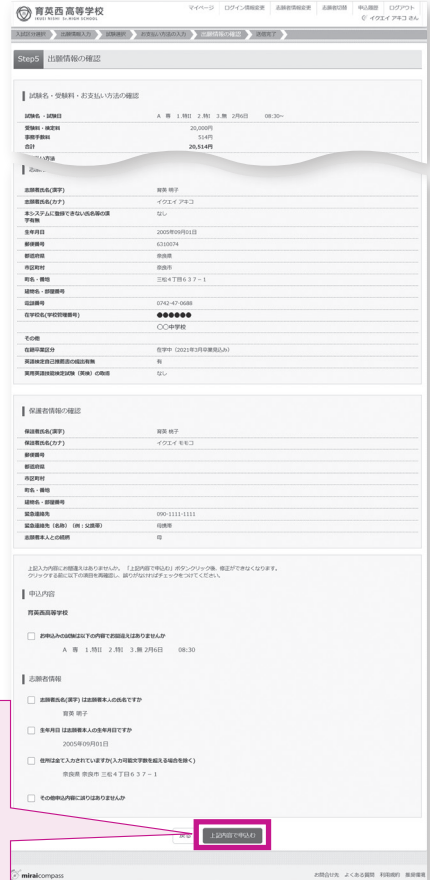 育英西高等学校
IKUEI NISHI Sr.HIGH SCHOOL
マイページ ログイン情報変更 志願者情報変更 志願者切替 申込履歴 ログアウト
イクエイ アキコ さん
入試区分選択 出願情報入力 試験選択 お支払い方法の入力 出願情報の確認 送信完了
Step5 出願情報の確認
試験名・受験料・お支払い方法の確認
試験名 - 試験日 A 専 1.特II 2.特I 3.無 2月6日 08:30～
受験料・検定料 20,000円
事務手数料 514円
合計 20,514円
志願者氏名(漢字) 育英 明子
志願者氏名(カナ) イクエイ アキコ
本システムに登録できない氏名等の漢字有無 なし
生年月日 2005年09月01日
郵便番号 6310074
都道府県 奈良県
市区町村 奈良市
町名・番地 三松４丁目６３７－１
建物名・部屋番号
電話番号 0742-47-0688
在学校名(学校管理番号) ●●●●●●
〇〇中学校
その他
在籍卒業区分 在学中（2021年3月卒業見込み）
英語検定自己推薦書の提出有無 有
実用英語技能検定試験（英検）の取得 なし
保護者情報の確認
保護者氏名(漢字) 育英 桃子
保護者氏名(カナ) イクエイ モモコ
郵便番号
都道府県
市区町村
町名・番地
建物名・部屋番号
緊急連絡先 090-1111-1111
緊急連絡先（名称）（例：父携帯） 母携帯
志願者本人との続柄 母
上記入力内容にお間違えはありませんか。「上記内容で申込む」ボタンクリック後、修正ができなくなります。
クリックする前に以下の項目を再確認し、誤りがないればチェックをつけてください。
申込内容
育英西高等学校
お申込みの試験は以下の内容でお間違えはありませんか
A 専 1.特II 2.特I 3.無 2月6日 08:30
志願者情報
志願者氏名(漢字) は志願者本人の氏名ですか
育英 明子
生年月日 は志願者本人の生年月日ですか
2005年09月01日
住所は全て入力されていますか(入力可能文字数を超える場合を除く)
奈良県 奈良市 三松４丁目６３７－１
その他申込内容に誤りはありませんか
戻る 上記内容で申込む
miraicompass
お問合せ先 よくある質問 利用規約 推奨環境